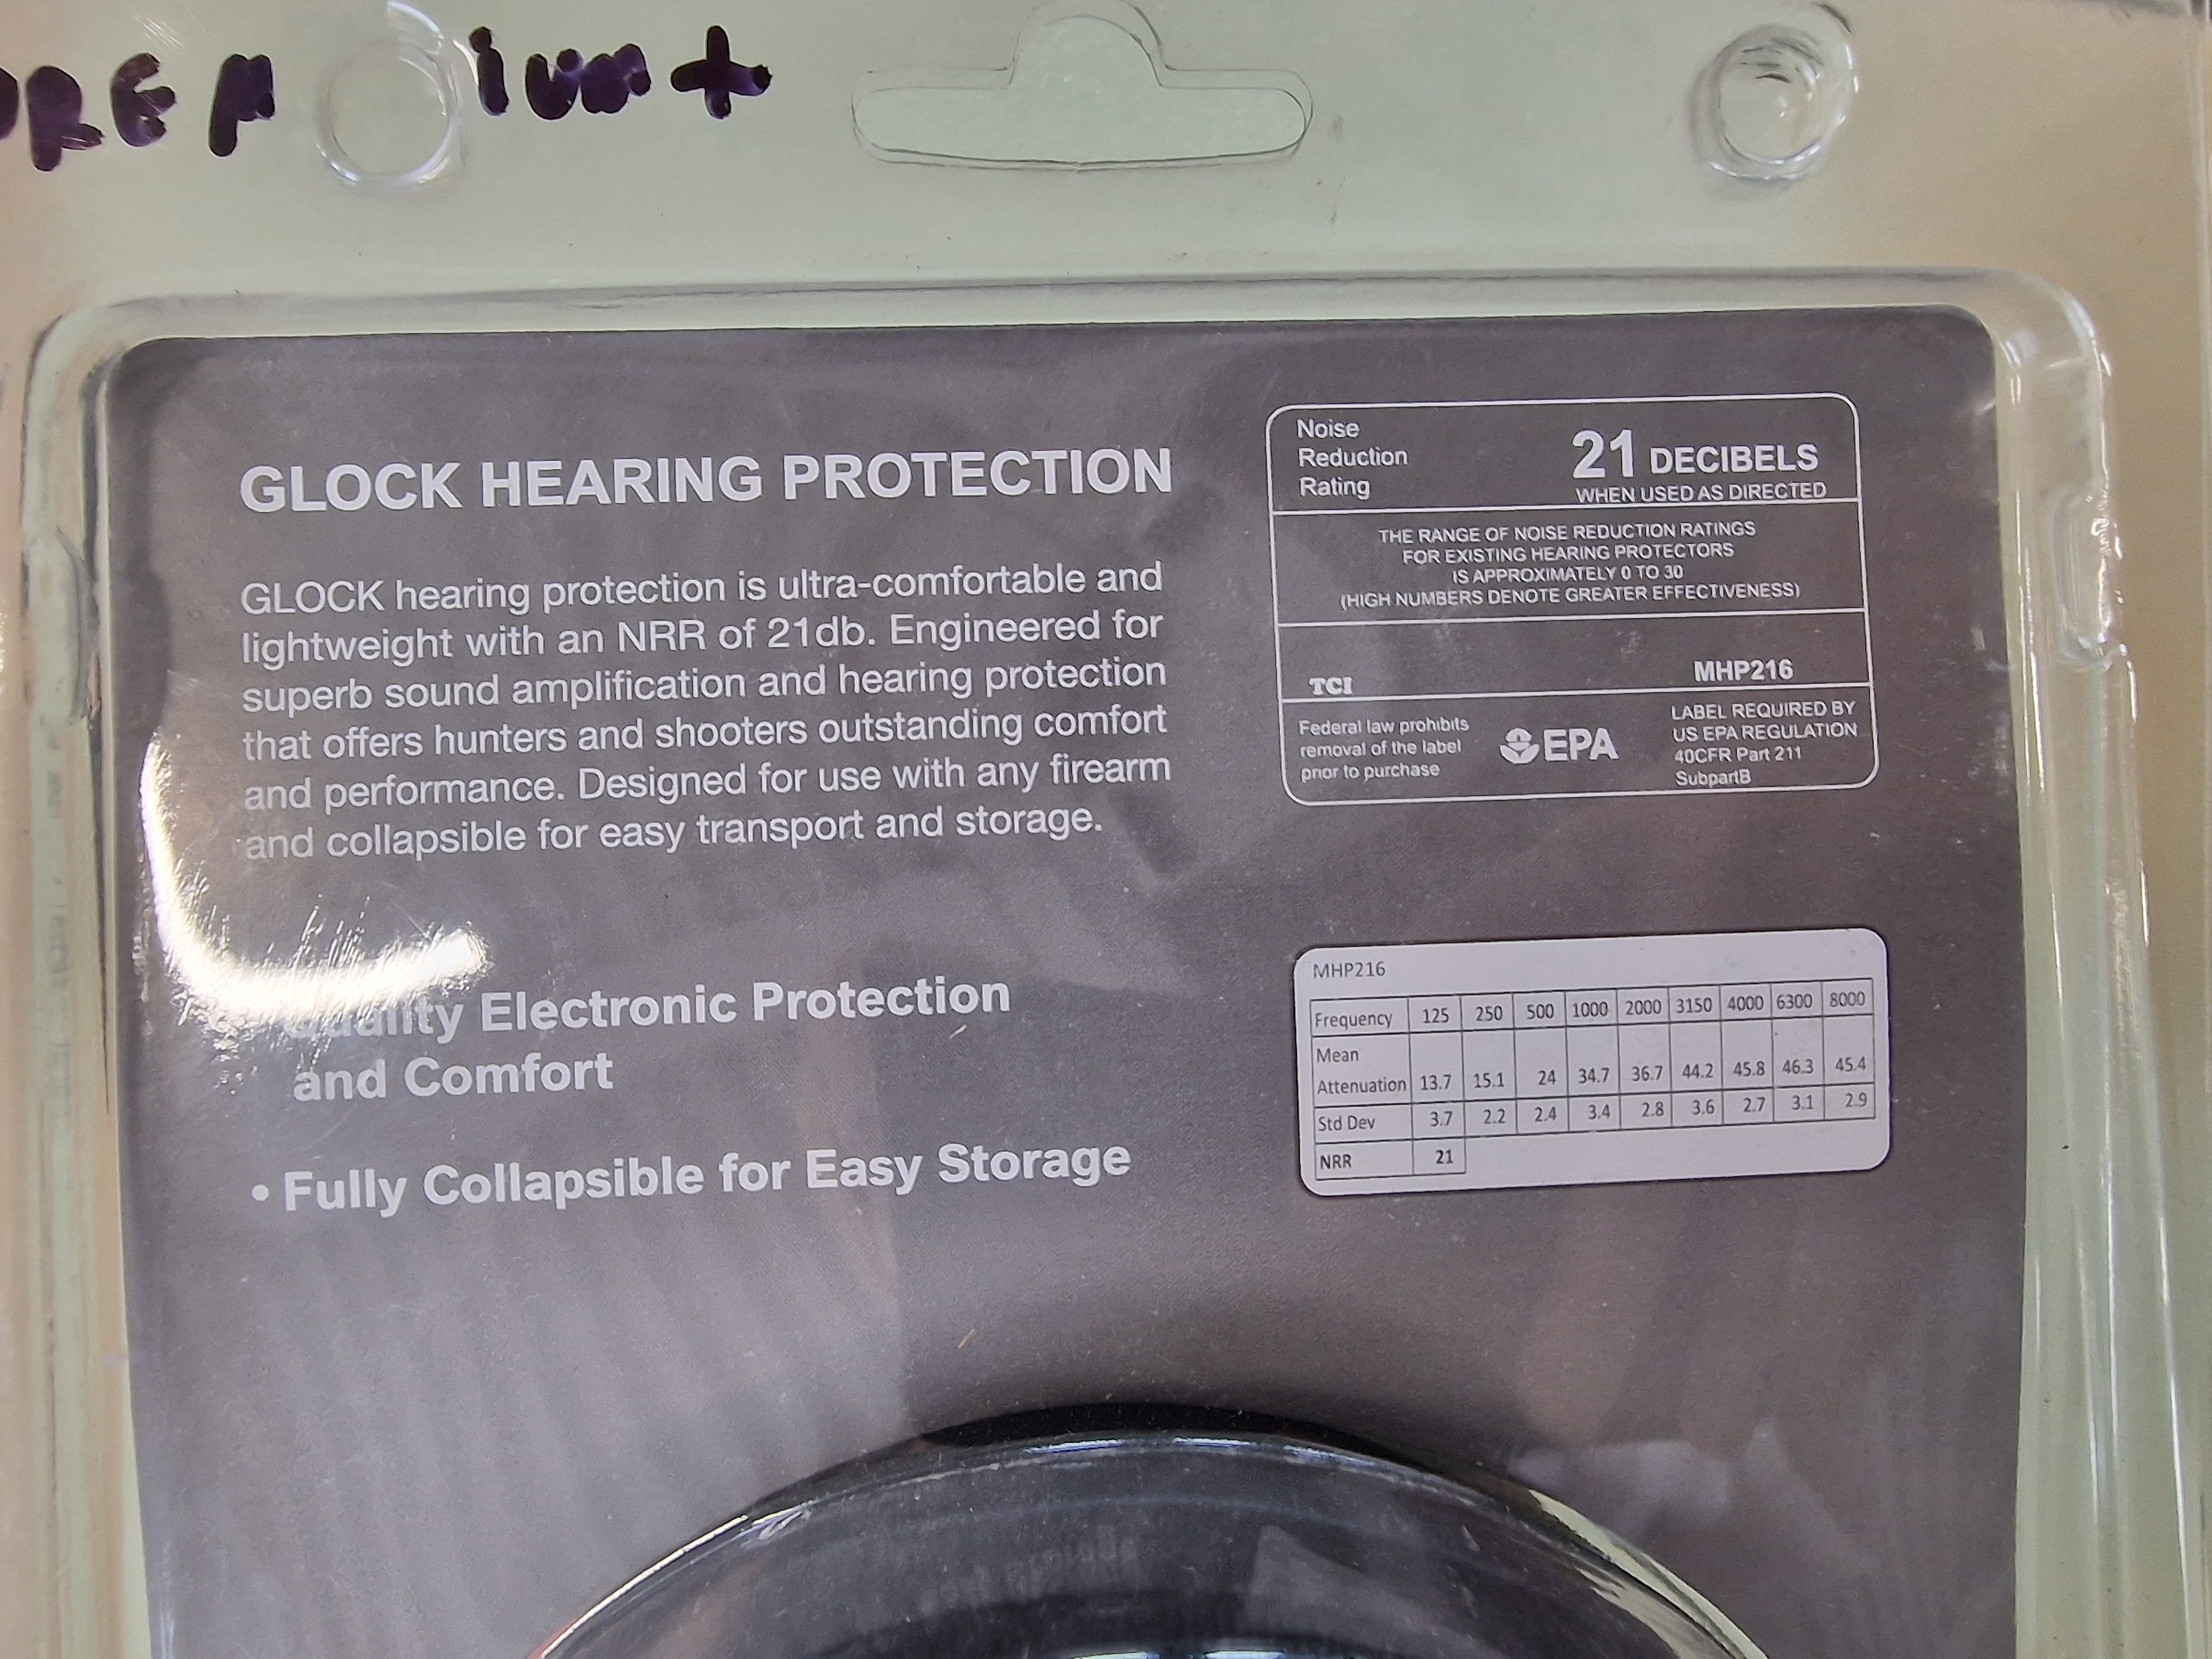 REM ium+
GLOCK HEARING PROTECTION
GLOCK hearing protection is ultra-comfortable and
lightweight with an NRR of 21db. Engineered for
superb sound amplification and hearing protection
that offers hunters and shooters outstanding comfort
and performance. Designed for use with any firearm
and collapsible for easy transport and storage.
Quality Electronic Protection
and Comfort
• Fully Collapsible for Easy Storage
Noise
Reduction
Rating
21 DECIBELS
WHEN USED AS DIRECTED
THE RANGE OF NOISE REDUCTION RATINGS
FOR EXISTING HEARING PROTECTORS
IS APPROXIMATELY 0 TO 30
(HIGH NUMBERS DENOTE GREATER EFFECTIVENESS)
TCI MHP216
Federal law prohibits
removal of the label
prior to purchase
EPA
LABEL REQUIRED BY
US EPA REGULATION
40CFR Part 211
SubpartB
MHP216
Frequency 125 250 500 1000 2000 3150 4000 6300 8000
Mean
Attenuation 13.7 15.1 24 34.7 36.7 44.2 45.8 46.3 45.4
Std Dev 3.7 2.2 2.4 3.4 2.8 3.6 2.7 3.1 2.9
NRR 21